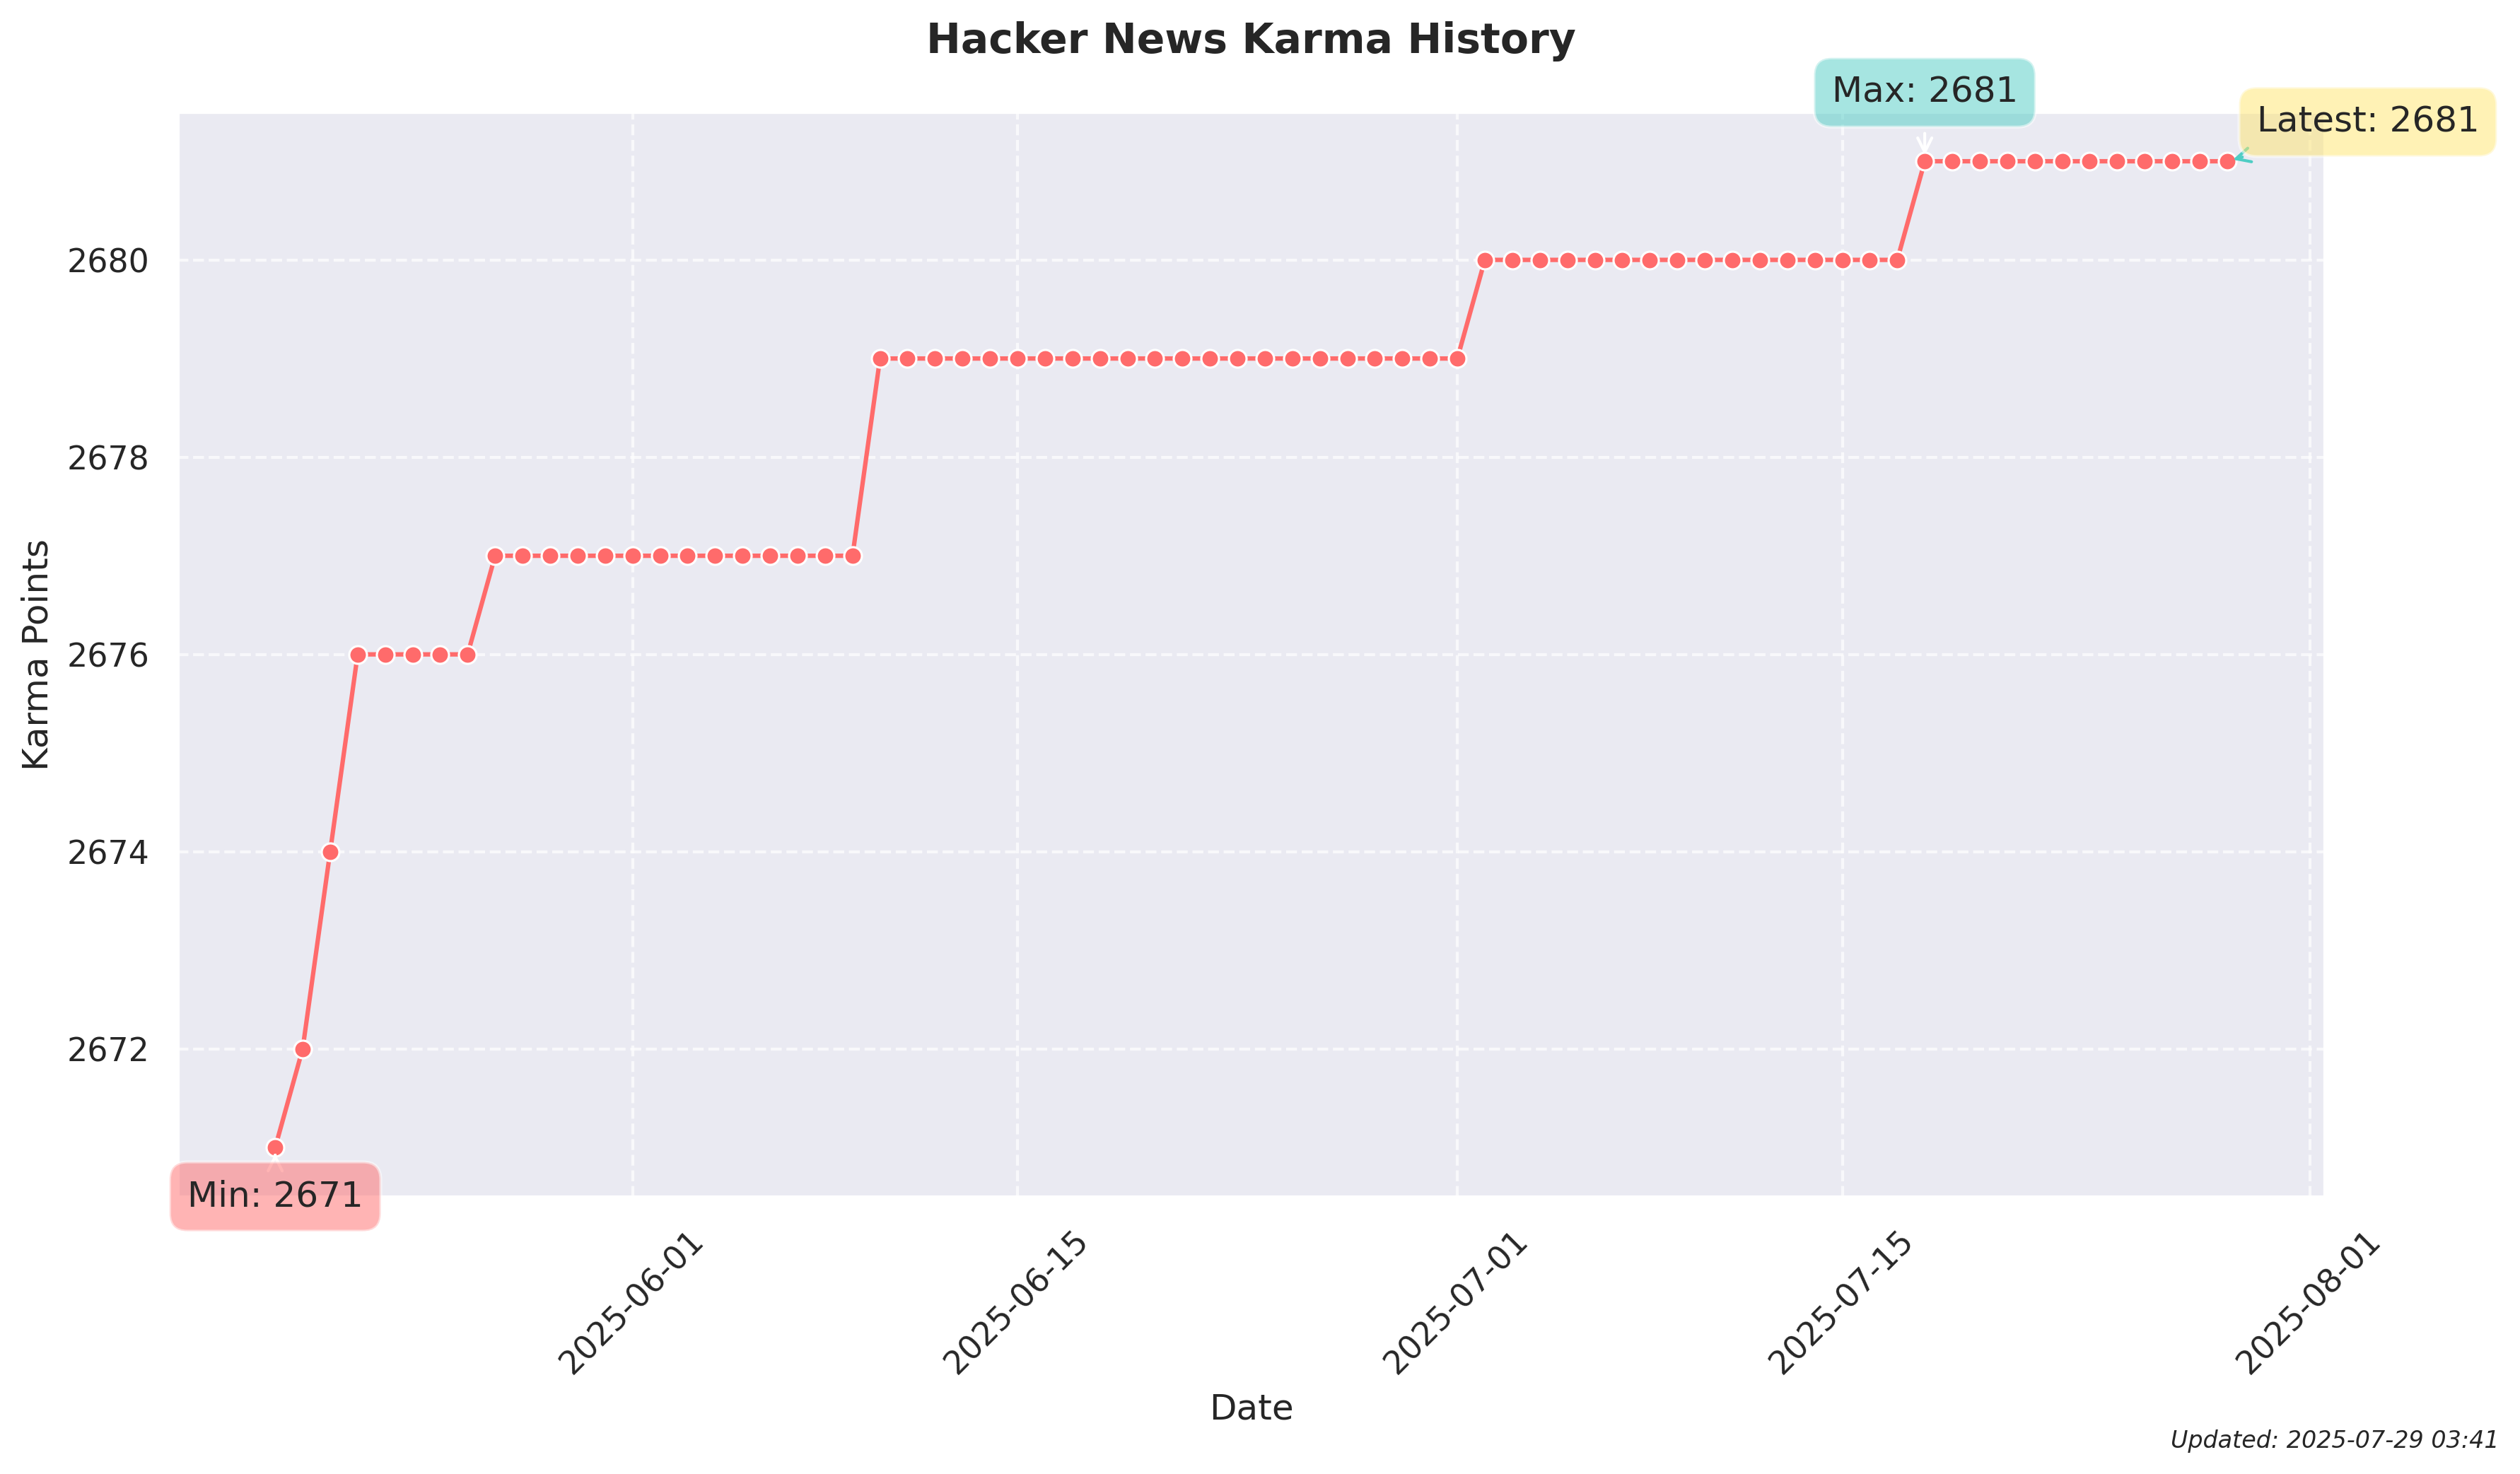 Hacker News Karma History
Max: 2681
Latest: 2681
2680
2678
2676
2674
2672
Karma Points
Min: 2671
2025-06-01
2025-06-15
2025-07-01
2025-07-15
2025-08-01
Date
Updated: 2025-07-29 03:41